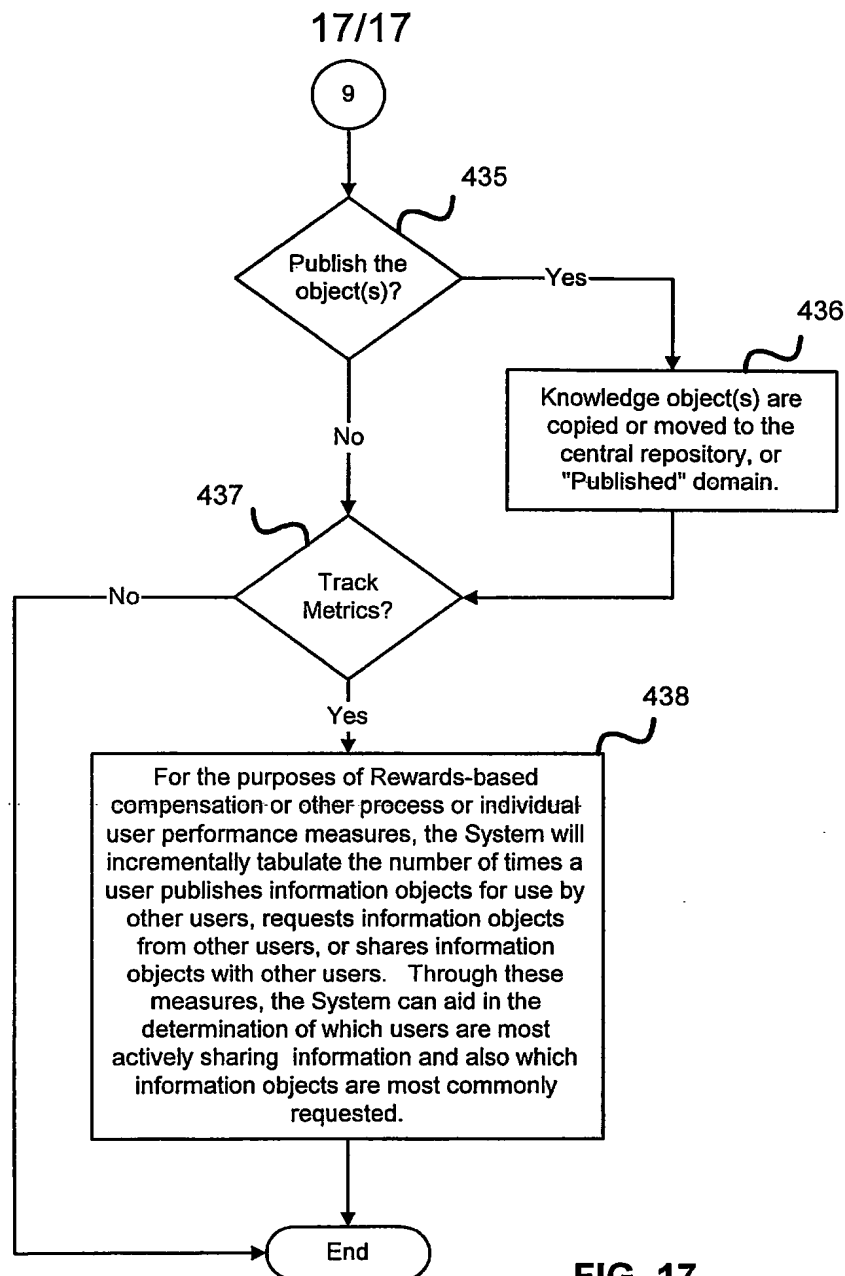 17/17
9
435
Publish the
object(s)?
Yes
436
Knowledge object(s) are
copied or moved to the
central repository, or
"Published" domain.
No
437
Track
Metrics?
No
Yes
438
For the purposes of Rewards-based
compensation or other process or individual
user performance measures, the System will
incrementally tabulate the number of times a
user publishes information objects for use by
other users, requests information objects
from other users, or shares information
objects with other users. Through these
measures, the System can aid in the
determination of which users are most
actively sharing information and also which
information objects are most commonly
requested.
End
FIG. 17